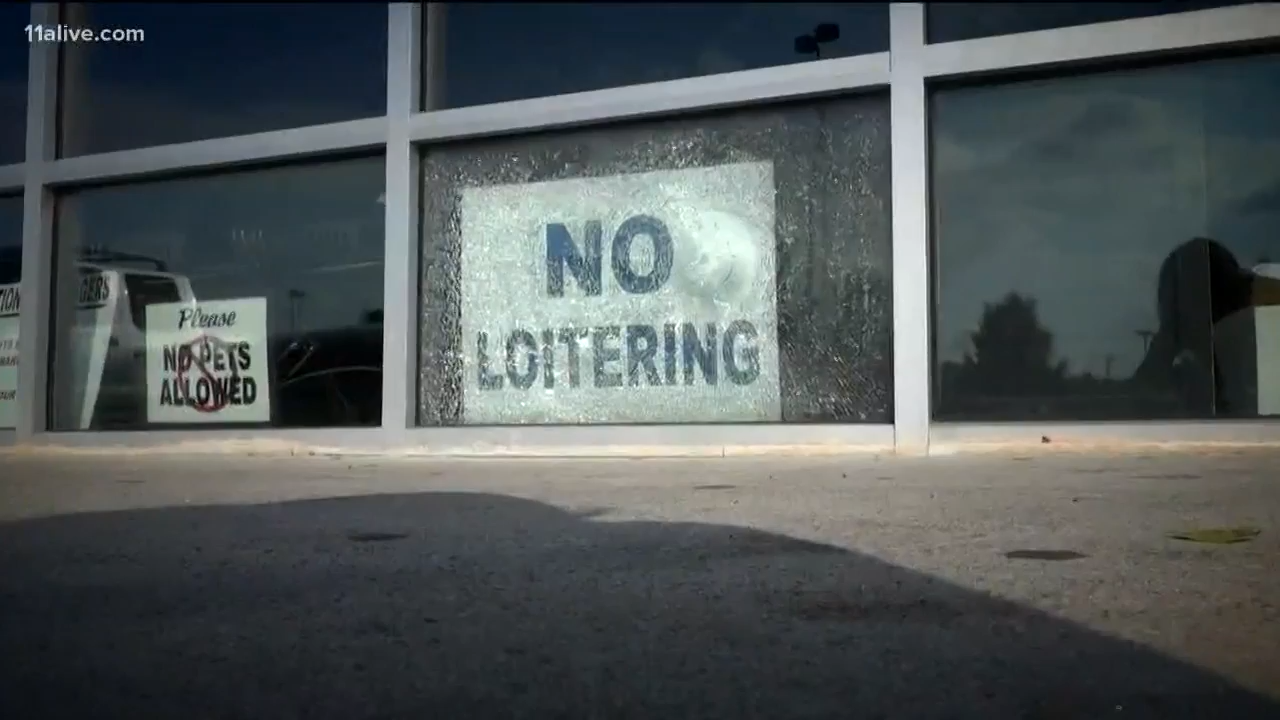 11alive.com
Please
NO PETS
ALLOWED
NO
LOITERING